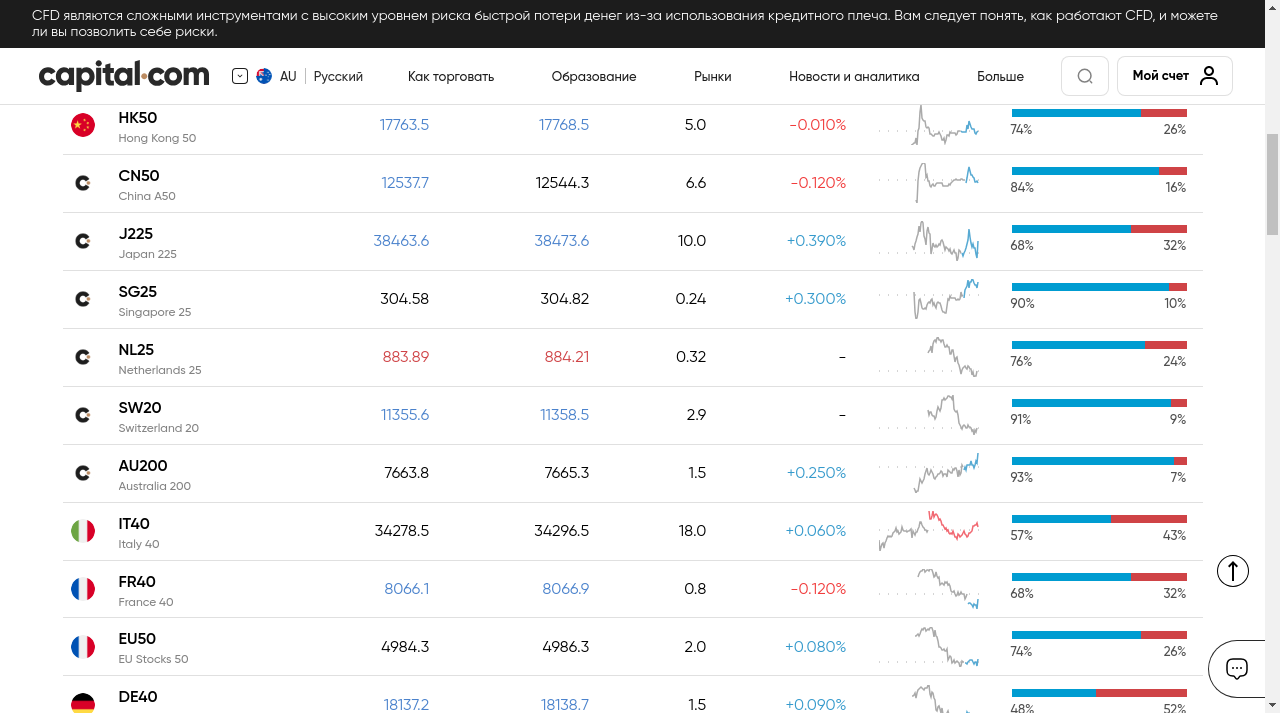 CFD являются сложными инструментами с высоким уровнем риска быстрой потери денег из-за использования кредитного плеча. Вам следует понять, как работают CFD, и можете
ли вы позволить себе риски.
capital.com AU Русский Как торговать Образование Рынки Новости и аналитика Больше Мой счет
HK50 17763.5 17768.5 5.0 -0.010%
Hong Kong 50 74% 26%
CN50 12537.7 12544.3 6.6 -0.120%
China A50 84% 16%
J225 38463.6 38473.6 10.0 +0.390%
Japan 225 68% 32%
SG25 304.58 304.82 0.24 +0.300%
Singapore 25 90% 10%
NL25 883.89 884.21 0.32 -
Netherlands 25 76% 24%
SW20 11355.6 11358.5 2.9 -
Switzerland 20 91% 9%
AU200 7663.8 7665.3 1.5 +0.250%
Australia 200 93% 7%
IT40 34278.5 34296.5 18.0 +0.060%
Italy 40 57% 43%
FR40 8066.1 8066.9 0.8 -0.120%
France 40 68% 32%
EU50 4984.3 4986.3 2.0 +0.080%
EU Stocks 50 74% 26%
DE40 18137.2 18138.7 1.5 +0.090%
48% 52%